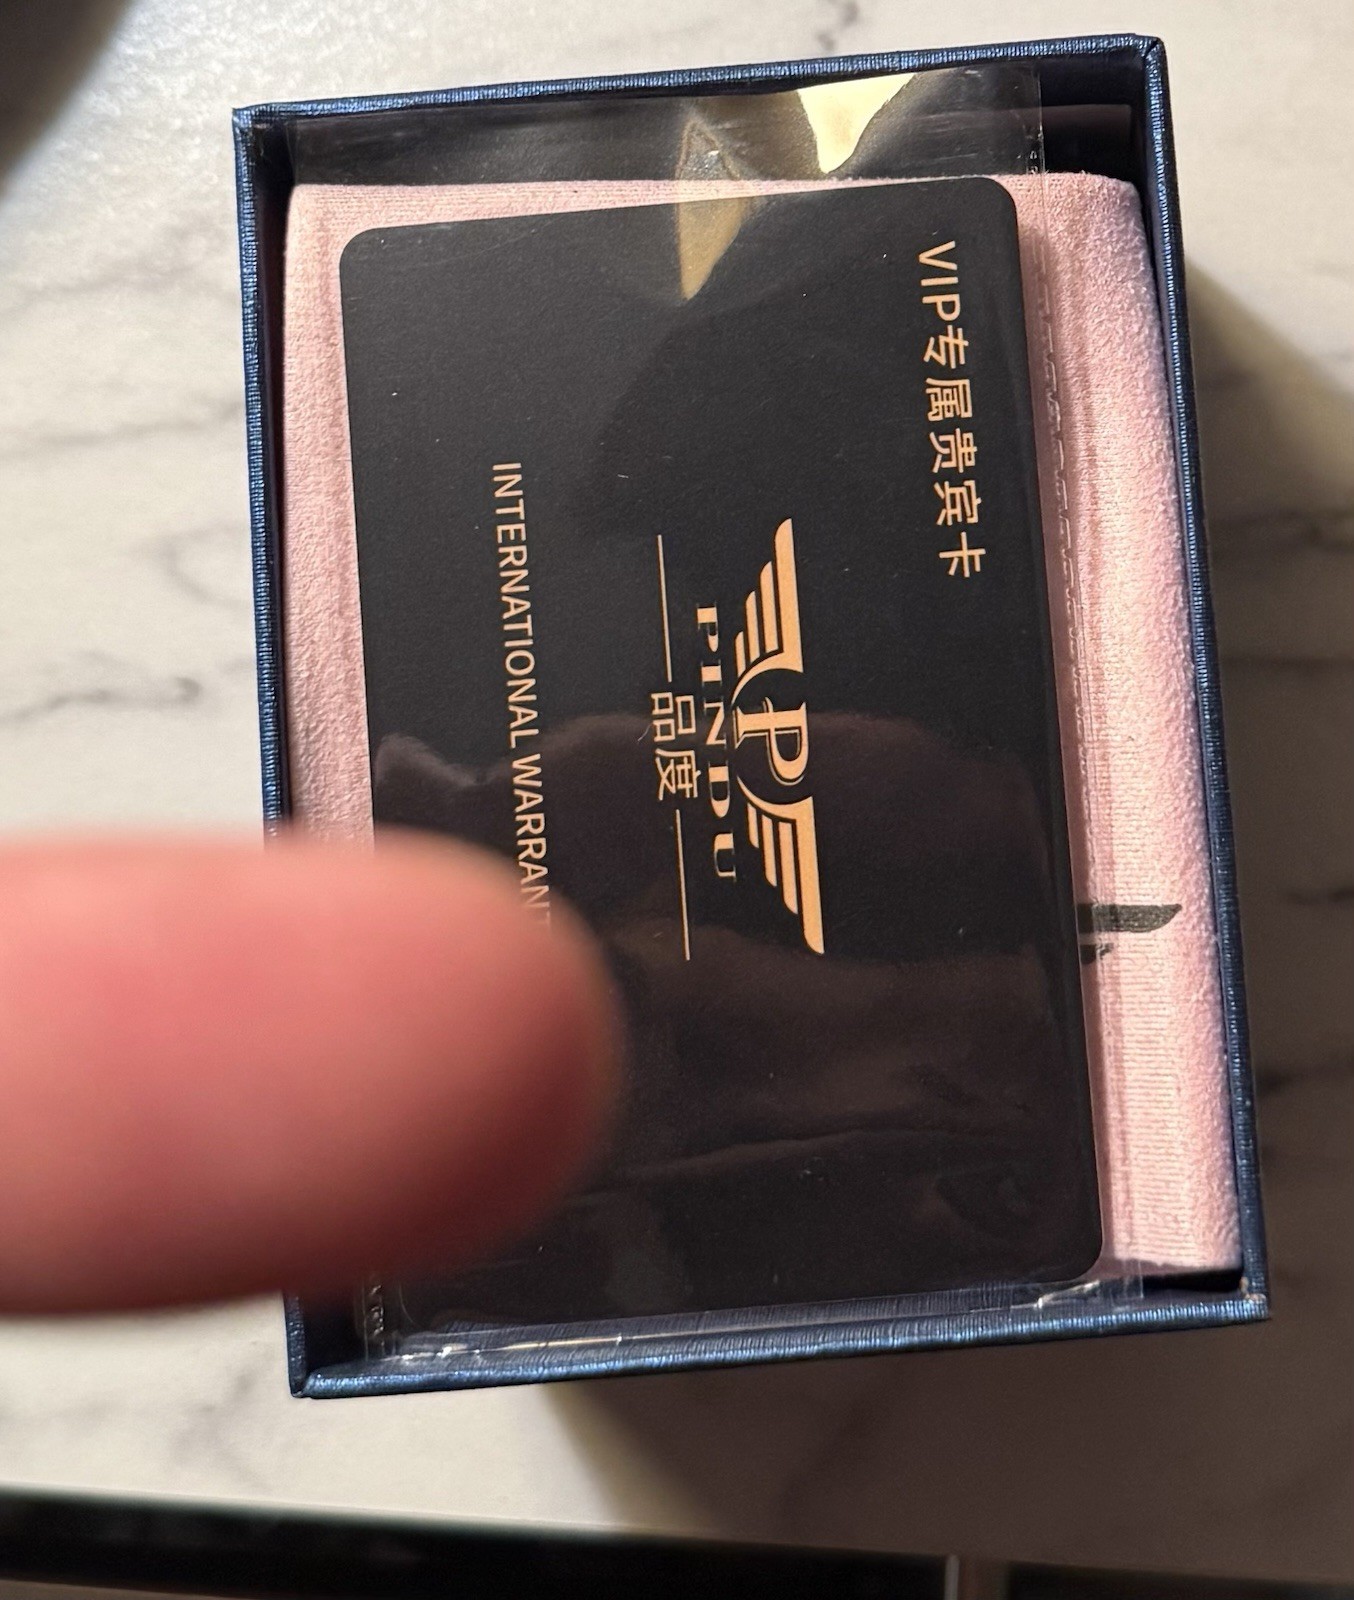 VIP专属贵宾卡
P
PINDU
品度
INTERNATIONAL WARRANT